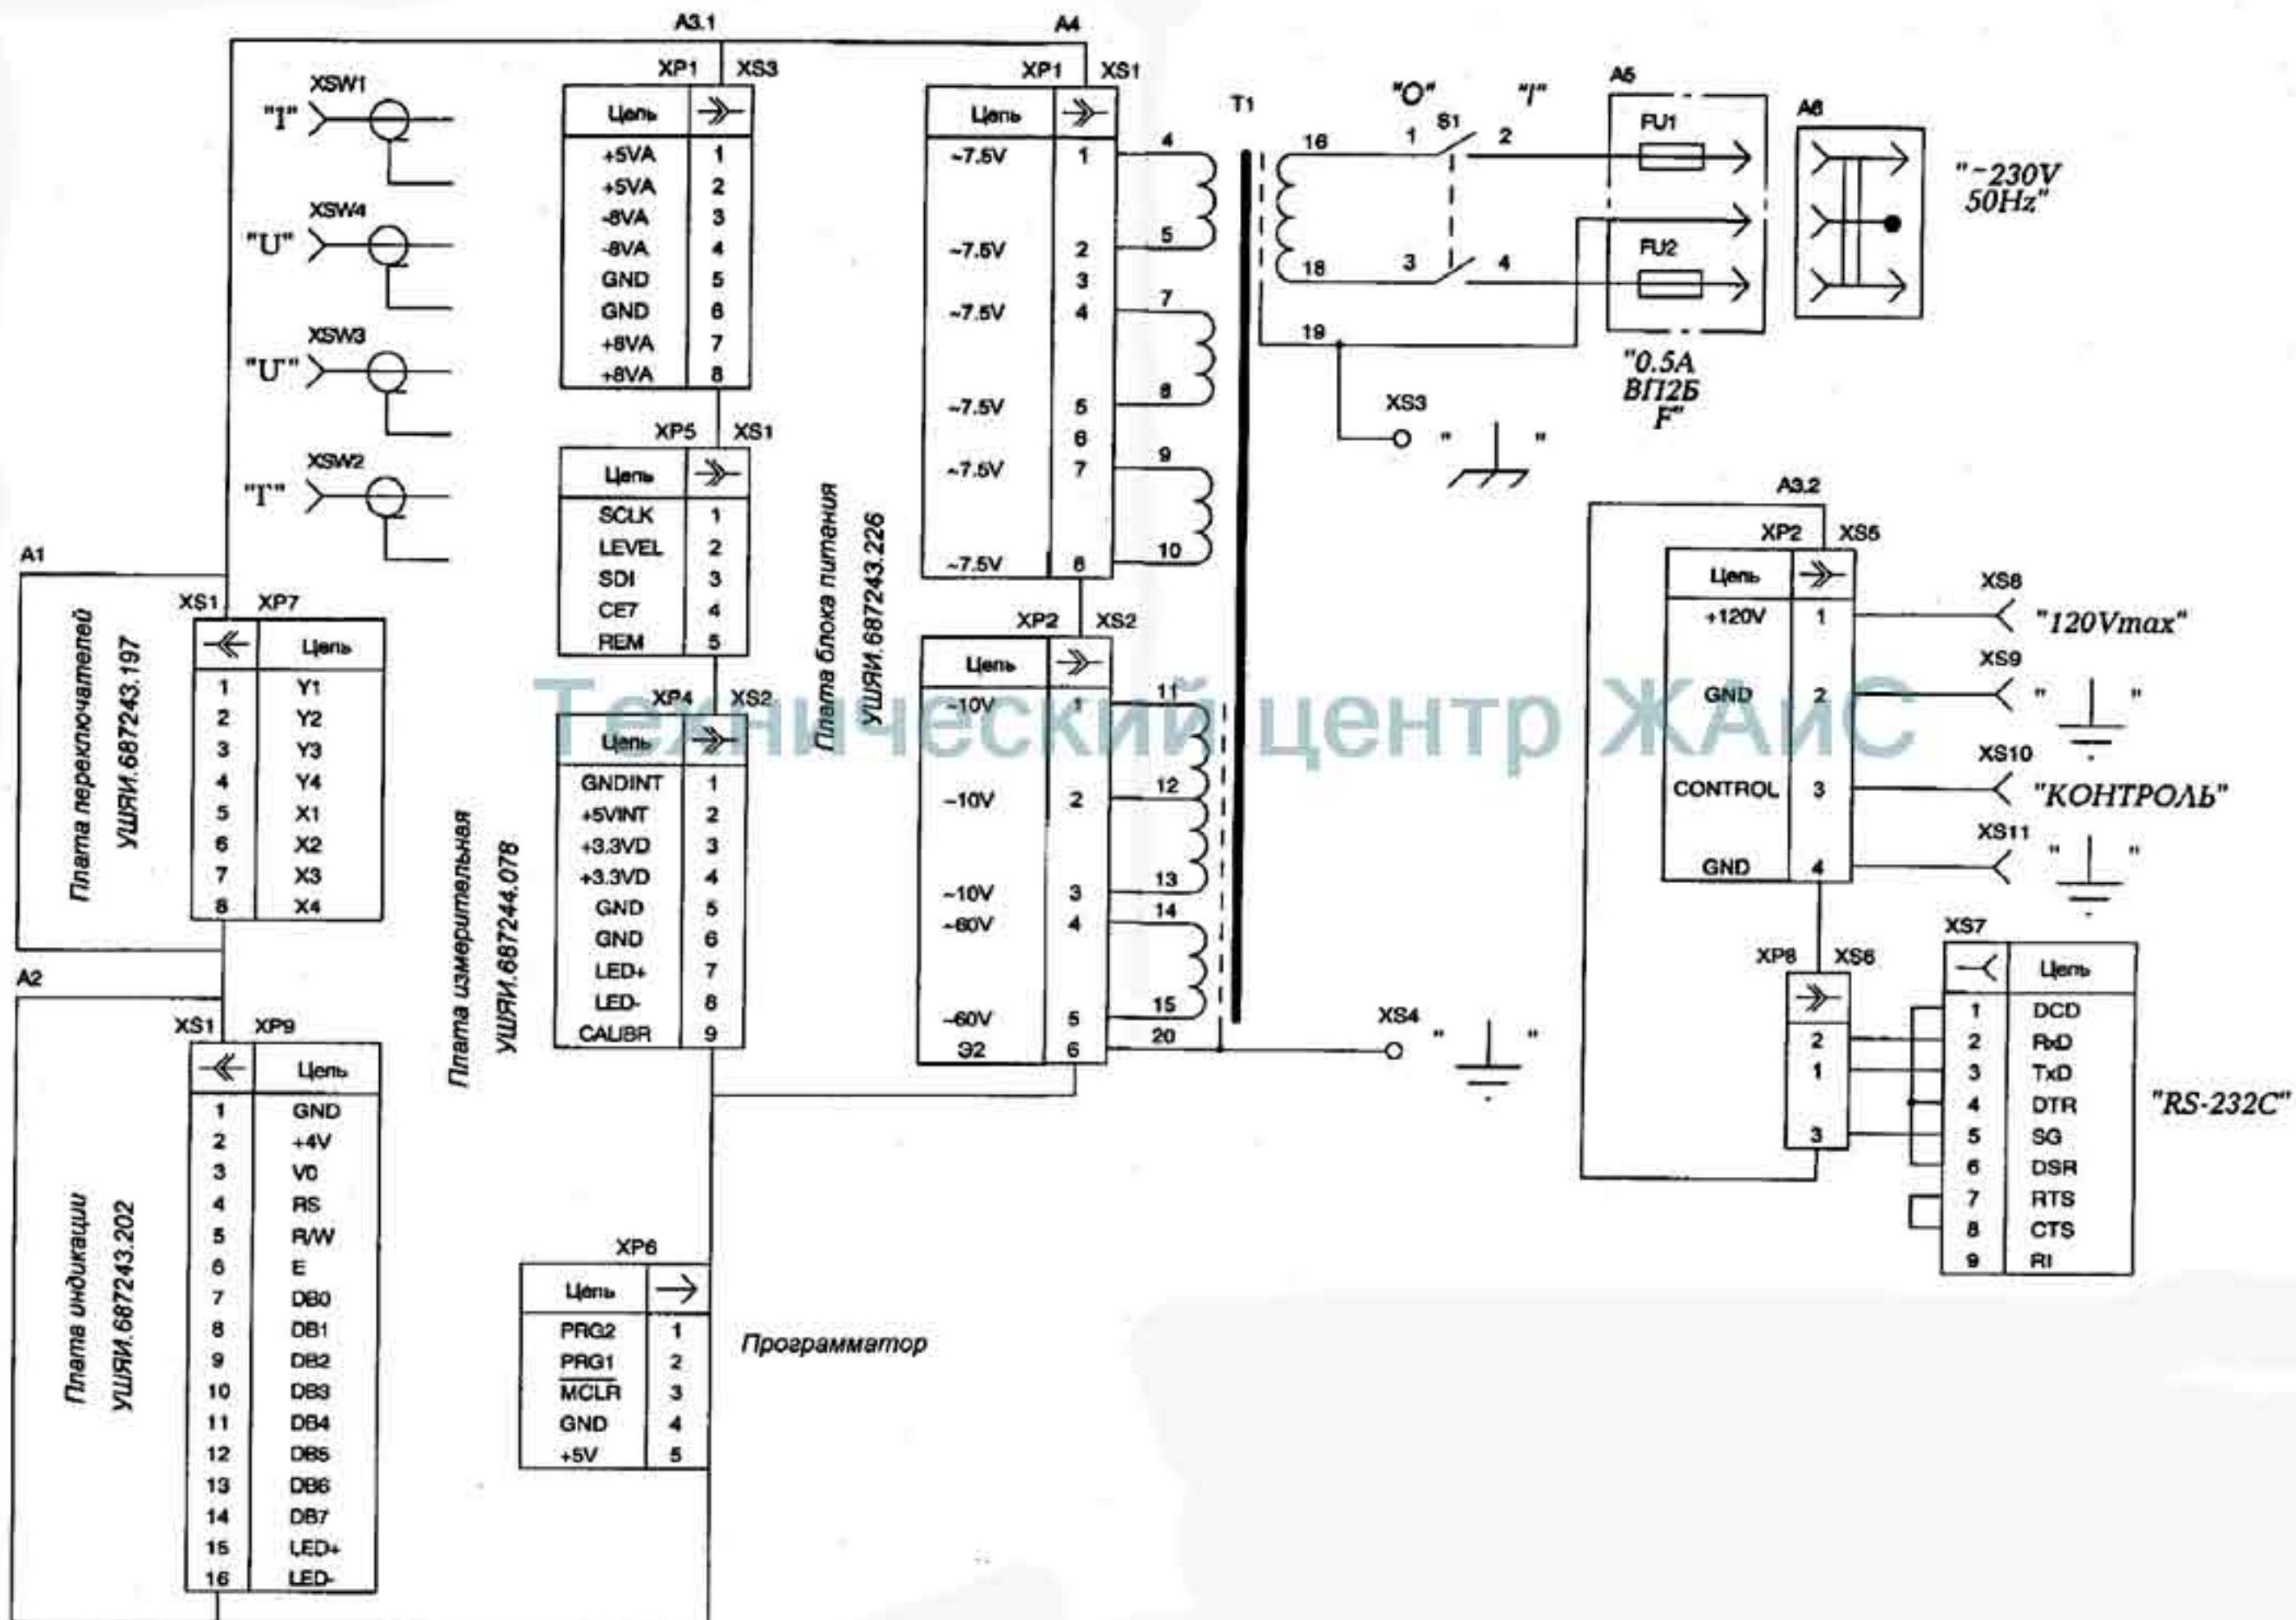 A3.1
A4
XP1 XS3
Цепь
+5VA 1
+5VA 2
-8VA 3
-8VA 4
GND 5
GND 6
+8VA 7
+8VA 8
XSW1
"I"
XSW4
"U"
XSW3
"U'"
XSW2
"I'"
XP5 XS1
Цепь
SCLK 1
LEVEL 2
SDI 3
CE7 4
REM 5
XP4 XS2
Цепь
GNDINT 1
+5VINT 2
+3.3VD 3
+3.3VD 4
GND 5
GND 6
LED+ 7
LED- 8
CALIBR 9
Плата измерительная
УШЯИ.687244.078
A1
Плата переключателей
УШЯИ.687243.197
XS1 XP7
Цепь
1 Y1
2 Y2
3 Y3
4 Y4
5 X1
6 X2
7 X3
8 X4
A2
Плата индикации
УШЯИ.687243.202
XS1 XP9
Цепь
1 GND
2 +4V
3 V0
4 RS
5 R/W
6 E
7 DB0
8 DB1
9 DB2
10 DB3
11 DB4
12 DB5
13 DB6
14 DB7
15 LED+
16 LED-
XP6
Цепь
PRG2 1
PRG1 2
MCLR 3
GND 4
+5V 5
Программатор
Плата блока питания
УШЯИ.687243.226
XP1 XS1
Цепь
~7.5V 1 4
~7.5V 2 5
3
~7.5V 4 7
~7.5V 5 8
6
~7.5V 7 9
~7.5V 8 10
XP2 XS2
Цепь
~10V 1 11
~10V 2 12
~10V 3 13
~60V 4 14
~60V 5 15
Э2 6 20
T1
16
18
19
"O" "I"
1 S1 2
3 4
A5
FU1
FU2
"0.5A
ВП2Б
F"
A6
"~230V
50Hz"
XS3
" "
XS4
" "
A3.2
XP2 XS5
Цепь
+120V 1
GND 2
CONTROL 3
GND 4
XS8
"120Vmax"
XS9
" "
XS10
"КОНТРОЛЬ"
XS11
" "
XP8 XS6
2
1
3
XS7
Цепь
1 DCD
2 RxD
3 TxD
4 DTR
5 SG
6 DSR
7 RTS
8 CTS
9 RI
"RS-232C"
Технический центр ЖАиС